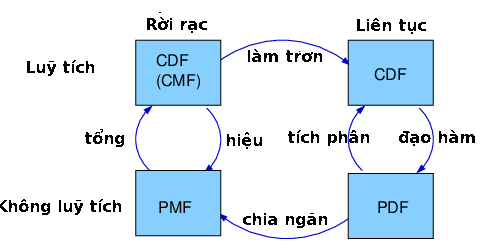 Rời rạc
Liên tục
Luỹ tích
CDF
(CMF)
làm trơn
CDF
tổng
hiệu
tích phân
đạo hàm
Không luỹ tích
PMF
chia ngăn
PDF